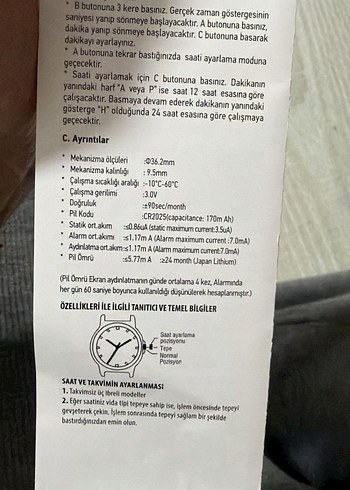 * B butonuna 3 kere basınız. Gerçek zaman göstergesinin
saniyesi yanıp sönmeye başlayacaktır. A butonuna basınız,
dakika yanıp sönmeye başlayacaktır. C butonuna basarak
dakikayı ayarlayınız.
* A butonuna tekrar bastığınızda saati ayarlama moduna
geçecektir.
* Saati ayarlamak için C butonuna basınız. Dakikanın
yanındaki harf "A veya P" ise saat 12 saat esasına göre
çalışacaktır. Basmaya devam ederek dakikanın yanındaki
gösterge "H" olduğunda 24 saat esasına göre çalışmaya
geçecektir.
C. Ayrıntılar
* Mekanizma ölçüleri :Φ36.2mm
* Mekanizma kalınlığı : 9.5mm
* Çalışma sıcaklığı aralığı :-10°C-60°C
* Çalışma gerilimi :3.0V
* Doğruluk :±90sec/month
* Pil Kodu :CR2025(capacitance: 170m Ah)
* Statik ort.akım :≤0.86uA (static maximum current:3.5uA)
* Alarm ort.akımı :≤1.17m A (Alarm maximum current :7.0mA)
* Aydınlatma ort.akım:≤1.17m A (Alarm maximum current:7.0mA)
* Pil Ömrü :≤5.77m A :≥24 month (Japan Lithium)
(Pil Ömrü Ekran aydınlatmanın günde ortalama 4 kez, Alarmında
her gün 60 saniye boyunca kullanıldığı düşünülerek hesaplanmıştır.)
ÖZELLİKLERİ İLE İLGİLİ TANITICI VE TEMEL BİLGİLER
Saat ayarlama
pozisyonu
Tepe
Normal
Pozisyon
SAAT VE TAKVİMİN AYARLANMASI
1. Takvimsiz üç ibreli modeller
2. Eğer saatiniz vida tipi tepeye sahip ise, işlem öncesinde tepeyi
gevşeterek çekin. İşlem sonrasında tepeyi sağlam bir şekilde
bastırdığınızdan emin olun.